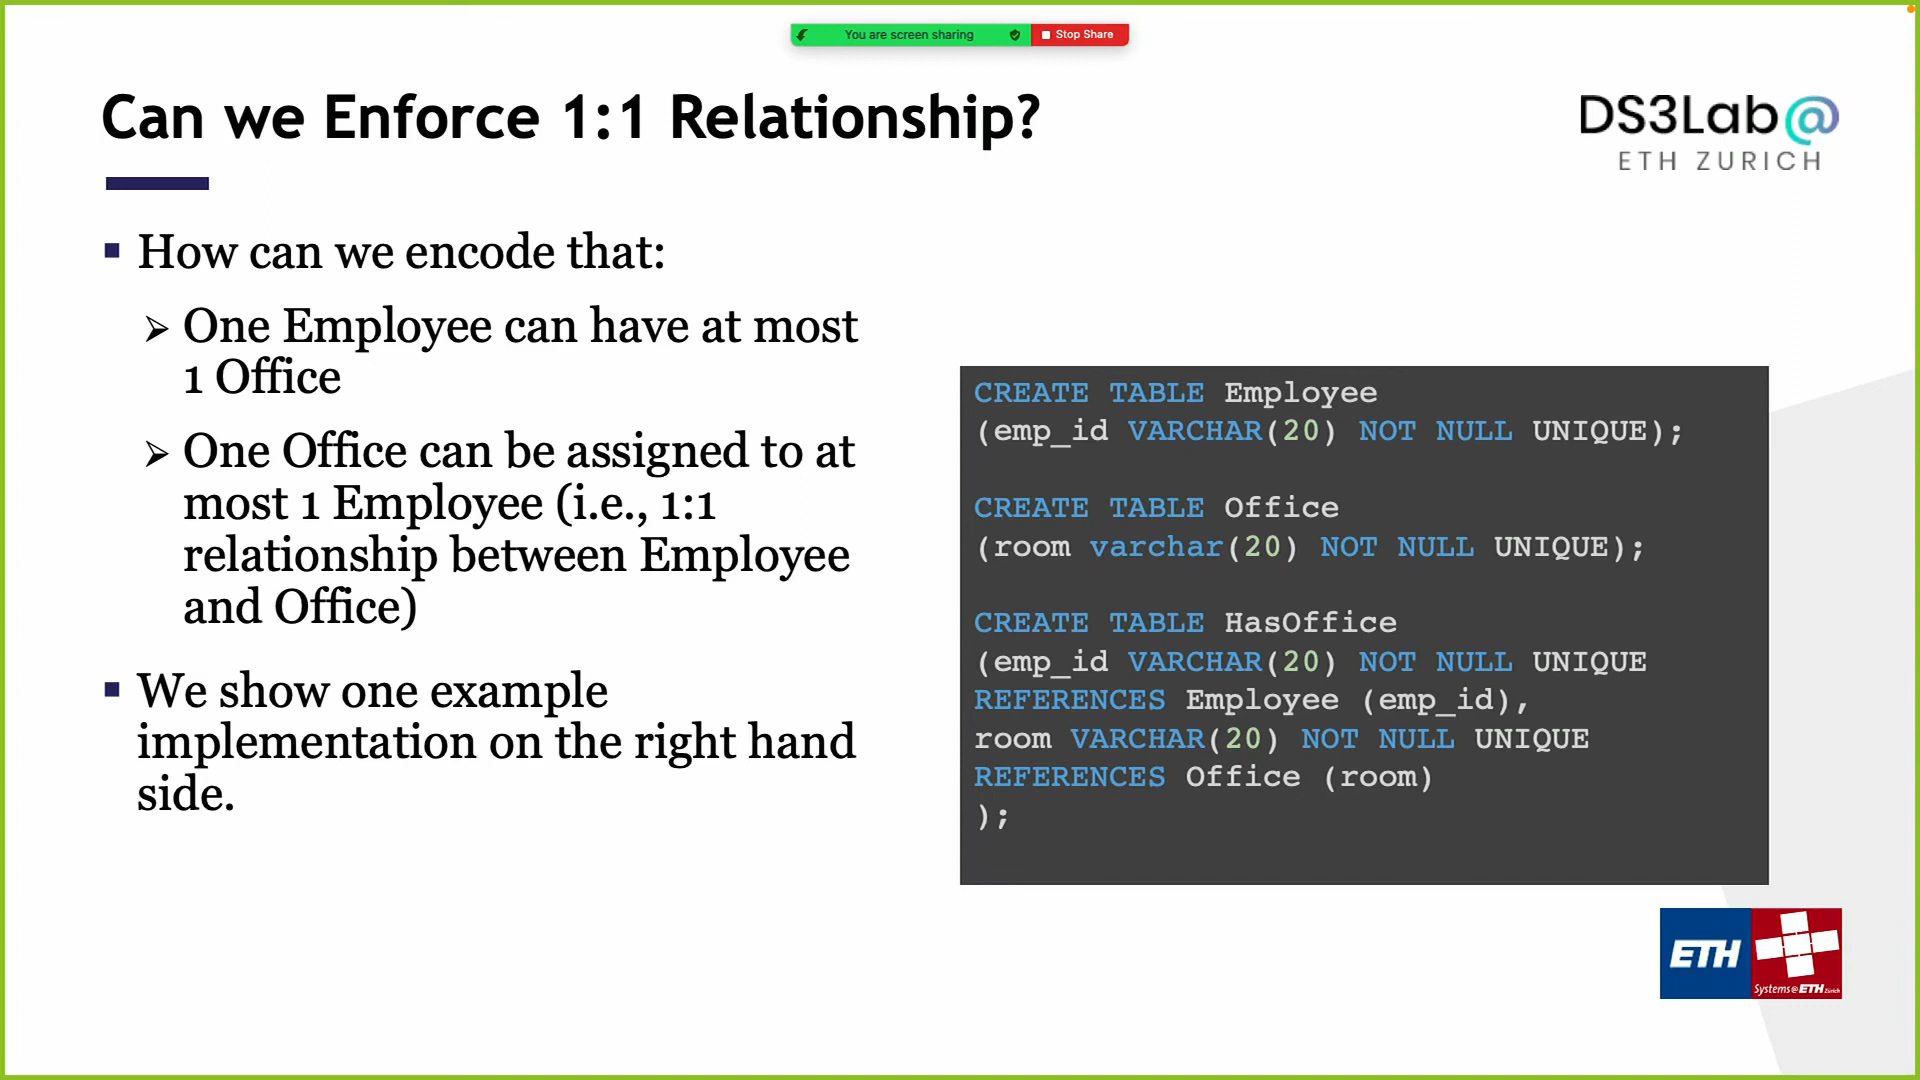 You are screen sharing
Stop Share
Can we Enforce 1:1 Relationship?
DS3Lab@
ETH ZURICH
How can we encode that:
One Employee can have at most
1 Office
One Office can be assigned to at
most 1 Employee (i.e., 1:1
relationship between Employee
and Office)
We show one example
implementation on the right hand
side.
CREATE TABLE Employee
(emp_id VARCHAR(20) NOT NULL UNIQUE);
CREATE TABLE Office
(room varchar(20) NOT NULL UNIQUE);
CREATE TABLE HasOffice
(emp_id VARCHAR(20) NOT NULL UNIQUE
REFERENCES Employee (emp_id),
room VARCHAR(20) NOT NULL UNIQUE
REFERENCES Office (room)
);
ETH
Systems@ETH Zürich